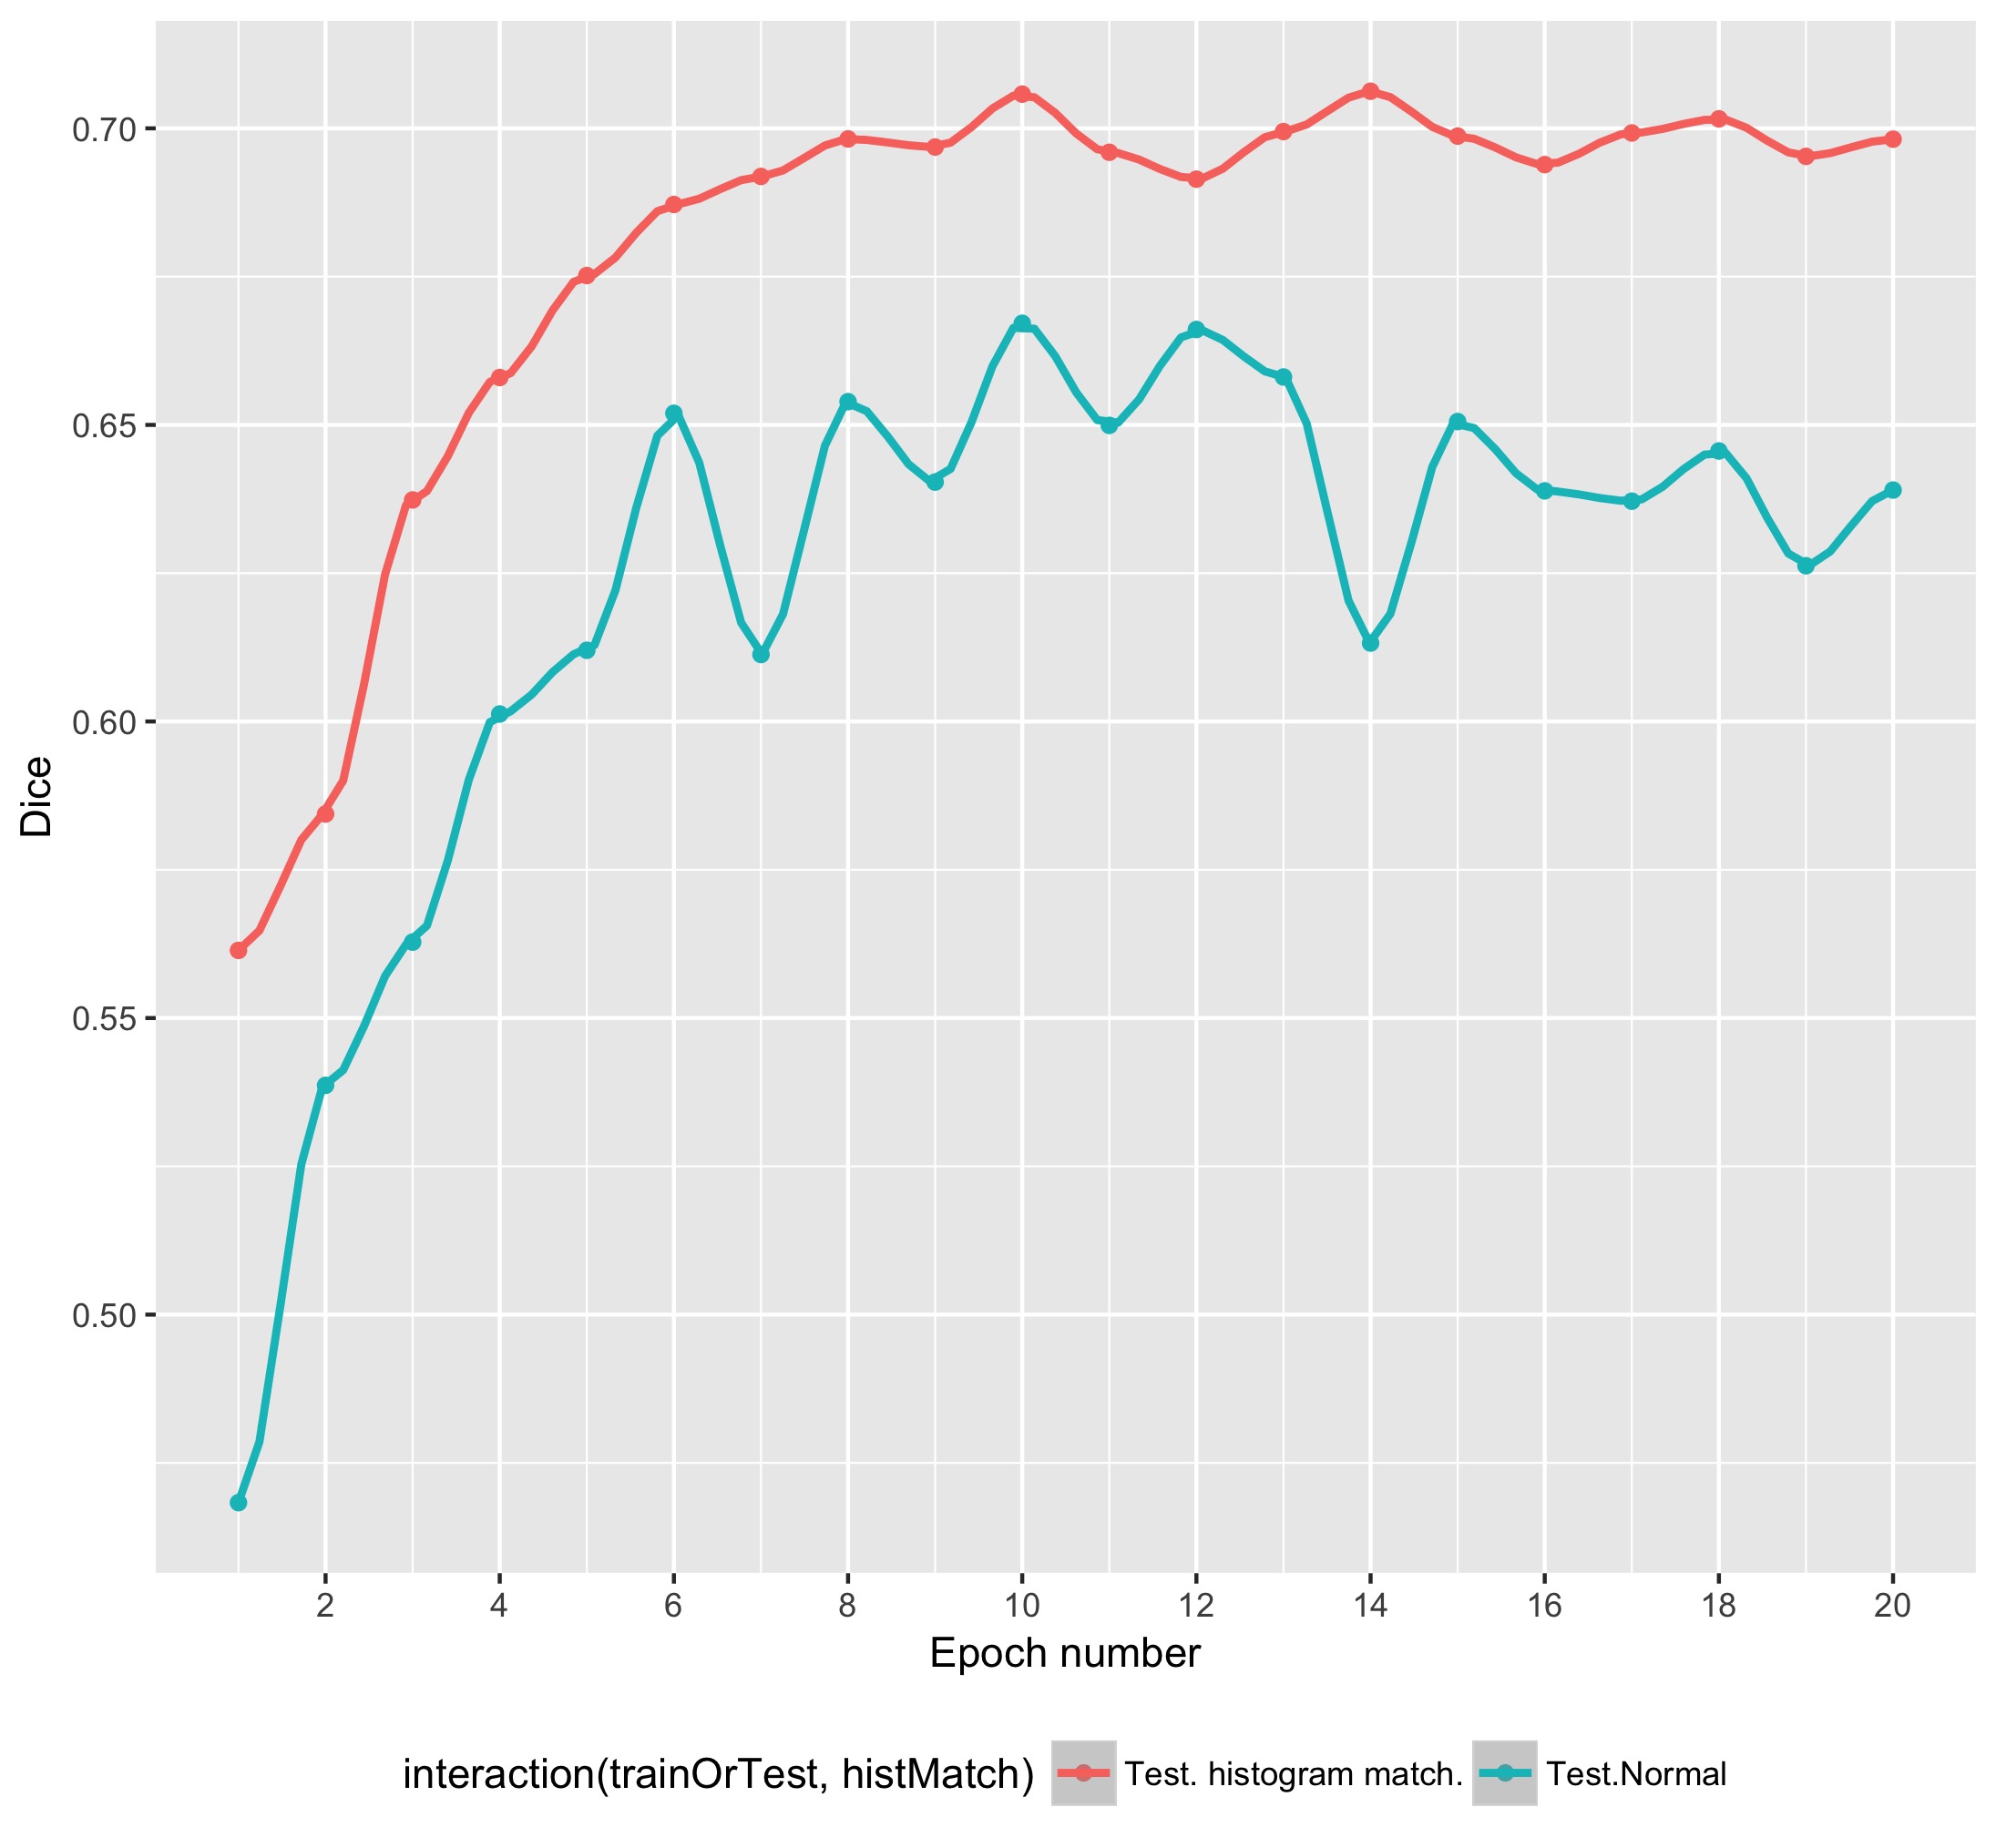 0.70
0.65
0.60
0.55
0.50
Dice
2 4 6 8 10 12 14 16 18 20
Epoch number
interaction(trainOrTest, histMatch) Test. histogram match. Test.Normal